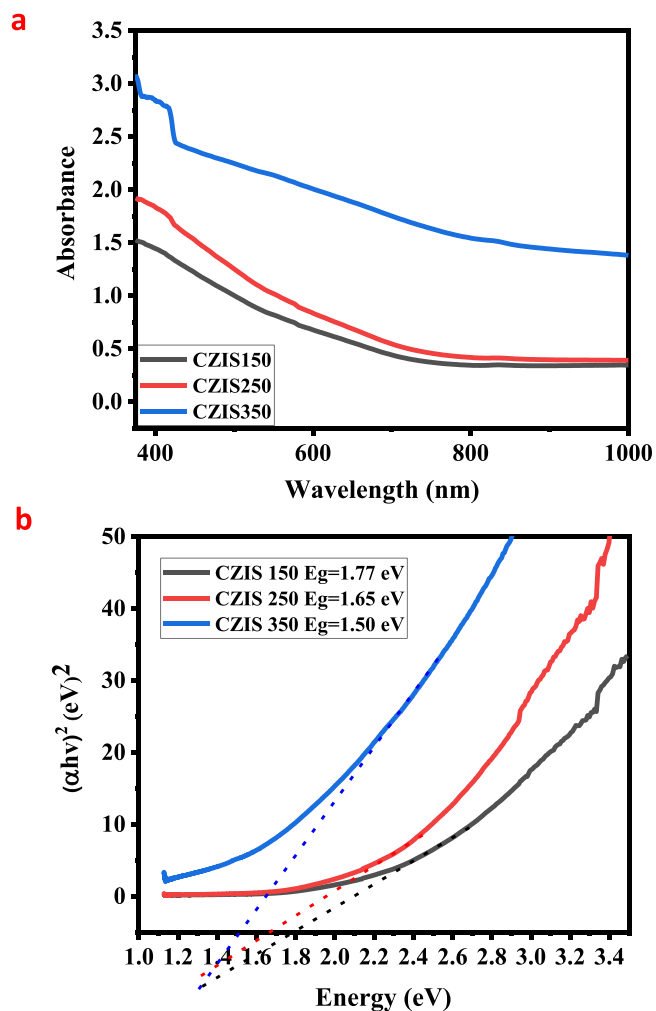 a
3.5
3.0
2.5
2.0
1.5
1.0
0.5
0.0
Absorbance
CZIS150
CZIS250
CZIS350
400 600 800 1000
Wavelength (nm)
b
50
40
30
20
10
0
(αhν)² (eV)²
CZIS 150 Eg=1.77 eV
CZIS 250 Eg=1.65 eV
CZIS 350 Eg=1.50 eV
1.0 1.2 1.4 1.6 1.8 2.0 2.2 2.4 2.6 2.8 3.0 3.2 3.4
Energy (eV)